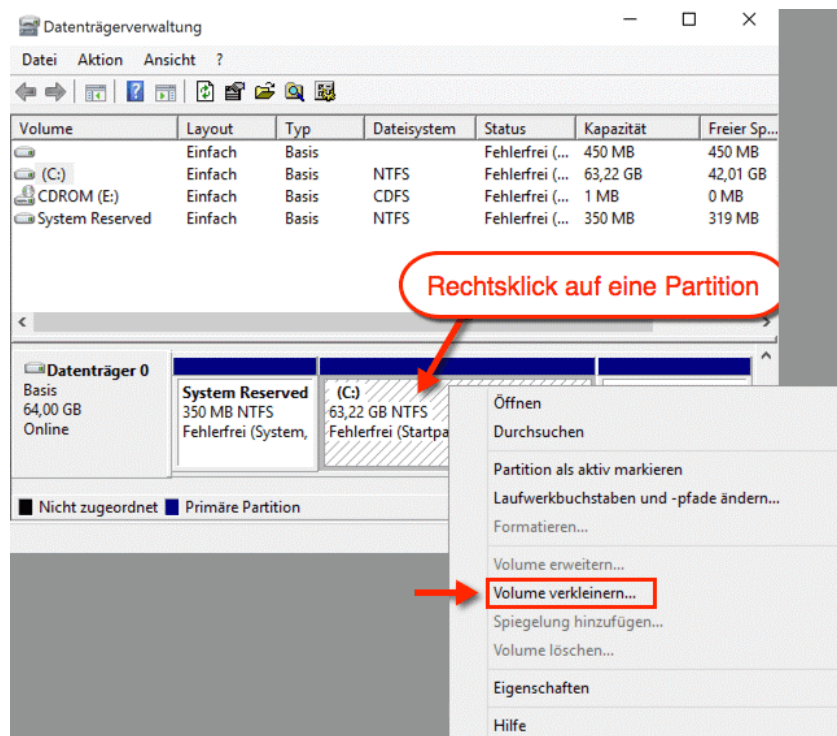 Datenträgerverwaltung
Datei Aktion Ansicht ?
Volume Layout Typ Dateisystem Status Kapazität Freier Sp...
Einfach Basis Fehlerfrei (... 450 MB 450 MB
(C:) Einfach Basis NTFS Fehlerfrei (... 63,22 GB 42,01 GB
CDROM (E:) Einfach Basis CDFS Fehlerfrei (... 1 MB 0 MB
System Reserved Einfach Basis NTFS Fehlerfrei (... 350 MB 319 MB
Rechtsklick auf eine Partition
Datenträger 0
Basis
64,00 GB
Online
System Reserved
350 MB NTFS
Fehlerfrei (System,
(C:)
63,22 GB NTFS
Fehlerfrei (Startpa
Nicht zugeordnet Primäre Partition
Öffnen
Durchsuchen
Partition als aktiv markieren
Laufwerkbuchstaben und -pfade ändern...
Formatieren...
Volume erweitern...
Volume verkleinern...
Spiegelung hinzufügen...
Volume löschen...
Eigenschaften
Hilfe